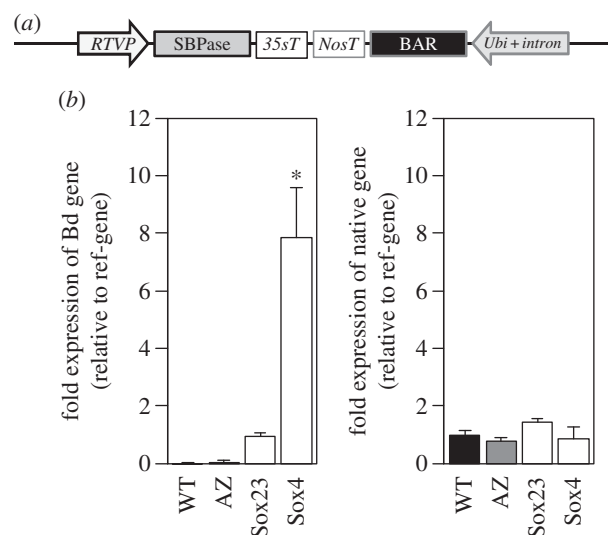 (a)
RTVP SBPase 35sT NosT BAR Ubi + intron
(b)
fold expression of Bd gene
(relative to ref-gene)
12
10
8
6
4
2
0
*
WT AZ Sox23 Sox4
fold expression of native gene
(relative to ref-gene)
12
10
8
6
4
2
0
WT AZ Sox23 Sox4